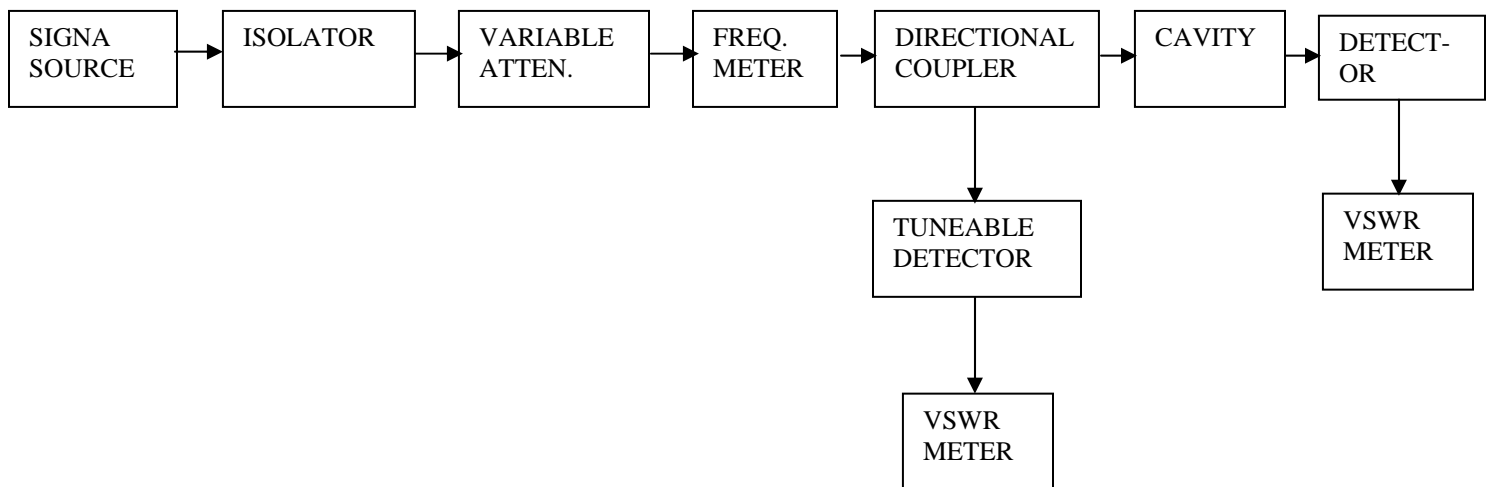 SIGNA
SOURCE
ISOLATOR
VARIABLE
ATTEN.
FREQ.
METER
DIRECTIONAL
COUPLER
CAVITY
DETECT-
OR
TUNEABLE
DETECTOR
VSWR
METER
VSWR
METER